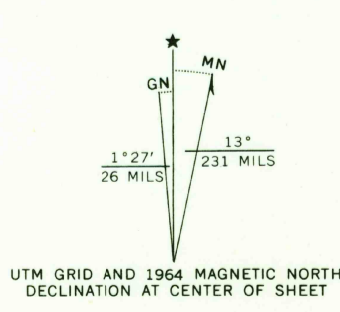 ★
MN
GN
13°
231 MILS
1°27′
26 MILS
UTM GRID AND 1964 MAGNETIC NORTH
DECLINATION AT CENTER OF SHEET